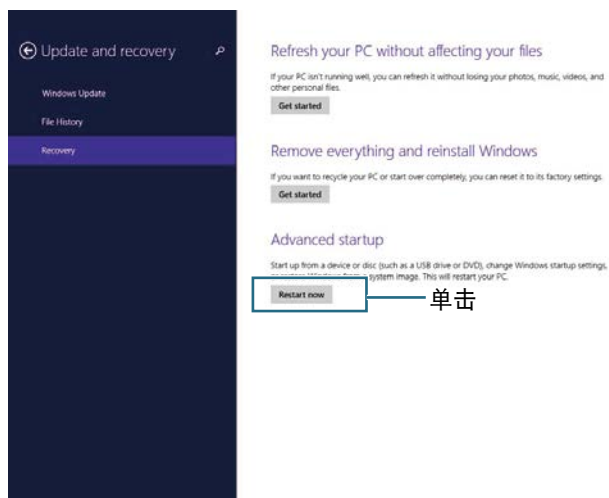 Update and recovery
Windows Update
File History
Recovery
Refresh your PC without affecting your files
If your PC isn't running well, you can refresh it without losing your photos, music, videos, and
other personal files.
Get started
Remove everything and reinstall Windows
If you want to recycle your PC or start over completely, you can reset it to its factory settings.
Get started
Advanced startup
Start up from a device or disc (such as a USB drive or DVD), change Windows startup settings,
system image. This will restart your PC.
Restart now
单击